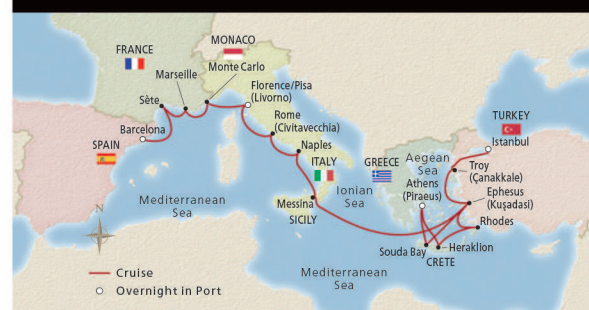 FRANCE
MONACO
Monte Carlo
Marseille
Florence/Pisa
(Livorno)
Sète
Rome
(Civitavecchia)
Barcelona
SPAIN
Naples
ITALY
GREECE
Aegean
Sea
TURKEY
Istanbul
Troy
(Çanakkale)
Athens
(Piraeus)
Ephesus
(Kuşadasi)
Ionian
Sea
Mediterranean
Sea
Messina
SICILY
Rhodes
Souda Bay
Heraklion
CRETE
N
Mediterranean
Sea
Cruise
Overnight in Port